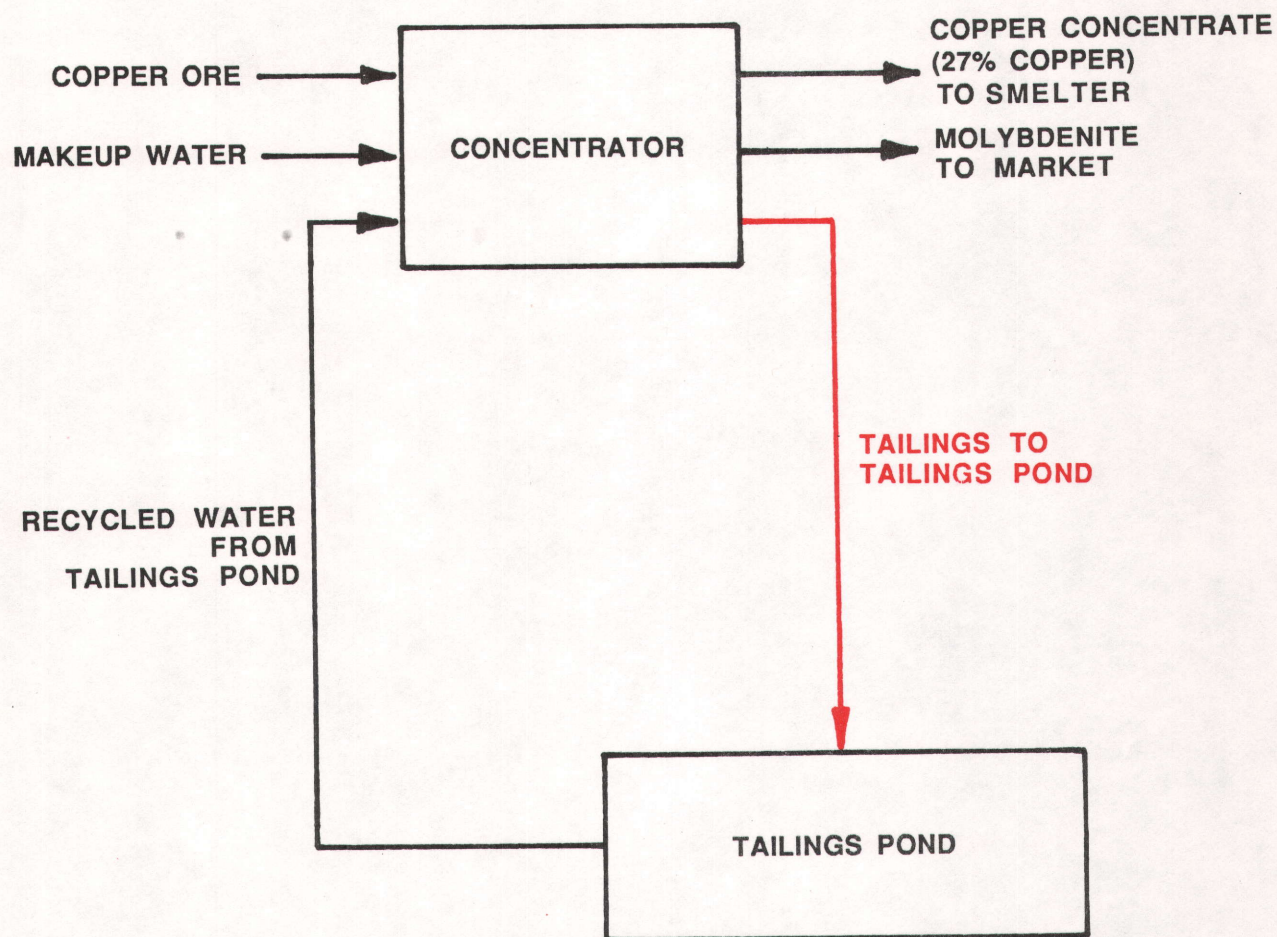 COPPER ORE
MAKEUP WATER
CONCENTRATOR
COPPER CONCENTRATE
(27% COPPER)
TO SMELTER
MOLYBDENITE
TO MARKET
TAILINGS TO
TAILINGS POND
RECYCLED WATER
FROM
TAILINGS POND
TAILINGS POND